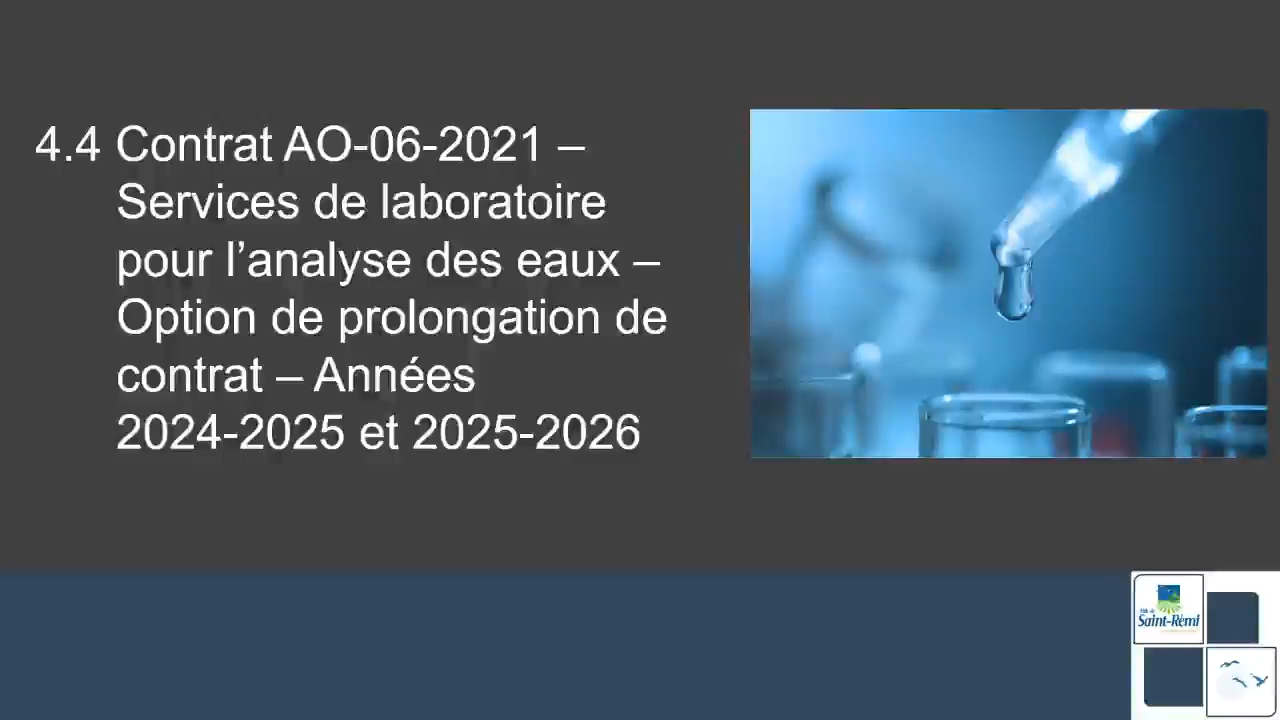 4.4 Contrat AO-06-2021 –
Services de laboratoire
pour l’analyse des eaux –
Option de prolongation de
contrat – Années
2024-2025 et 2025-2026
Saint-Rémi